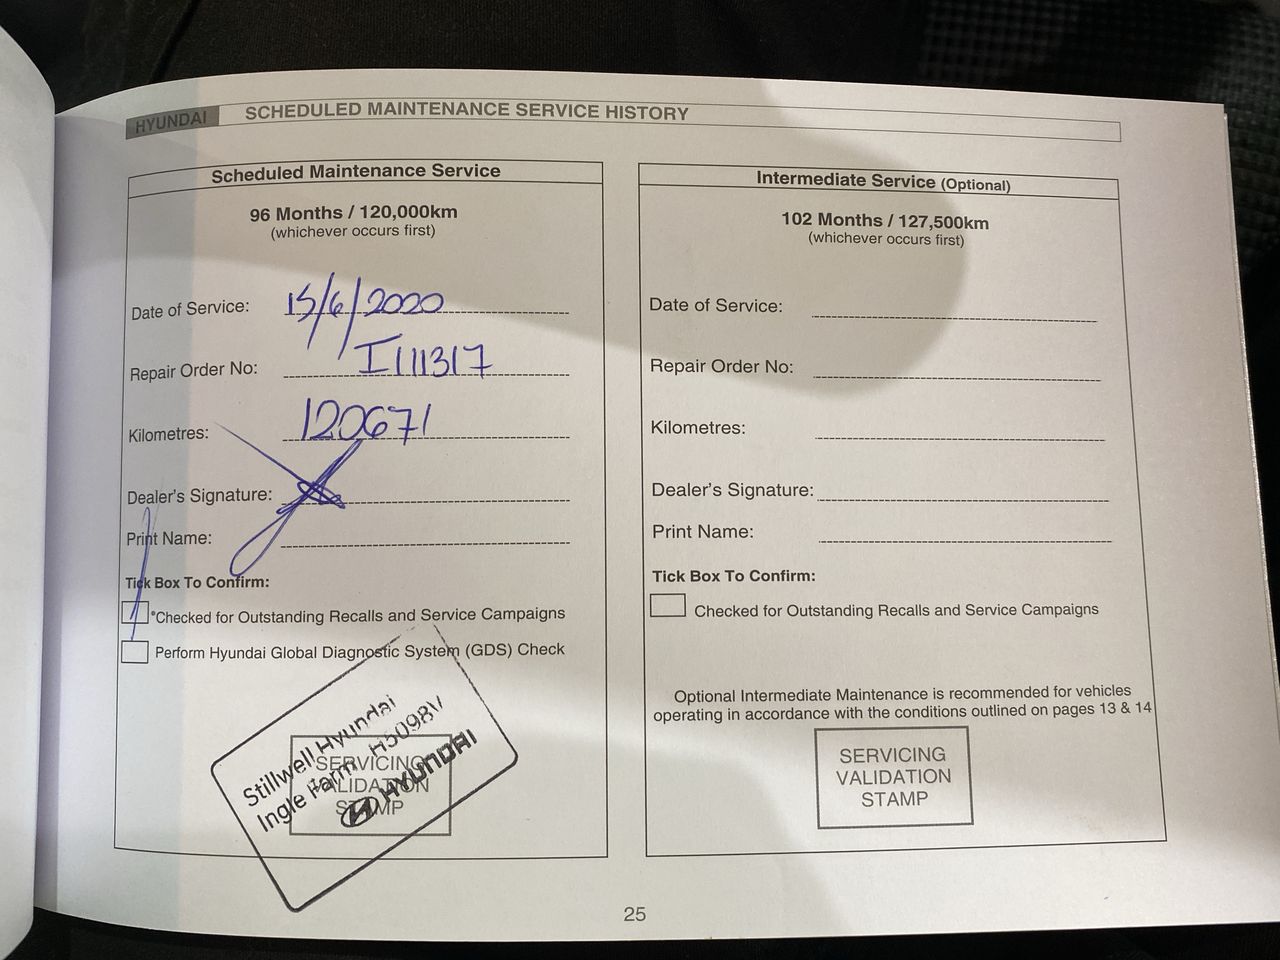 HYUNDAI SCHEDULED MAINTENANCE SERVICE HISTORY
Scheduled Maintenance Service
96 Months / 120,000km
(whichever occurs first)
Date of Service: 15/6/2020
Repair Order No: I111317
Kilometres: 120671
Dealer's Signature:
Print Name:
Tick Box To Confirm:
*Checked for Outstanding Recalls and Service Campaigns
Perform Hyundai Global Diagnostic System (GDS) Check
SERVICING
VALIDATION
STAMP
Stillwell Hyundai
Ingle Farm H5098V
HYUNDAI
Intermediate Service (Optional)
102 Months / 127,500km
(whichever occurs first)
Date of Service:
Repair Order No:
Kilometres:
Dealer's Signature:
Print Name:
Tick Box To Confirm:
Checked for Outstanding Recalls and Service Campaigns
Optional Intermediate Maintenance is recommended for vehicles
operating in accordance with the conditions outlined on pages 13 & 14
SERVICING
VALIDATION
STAMP
25